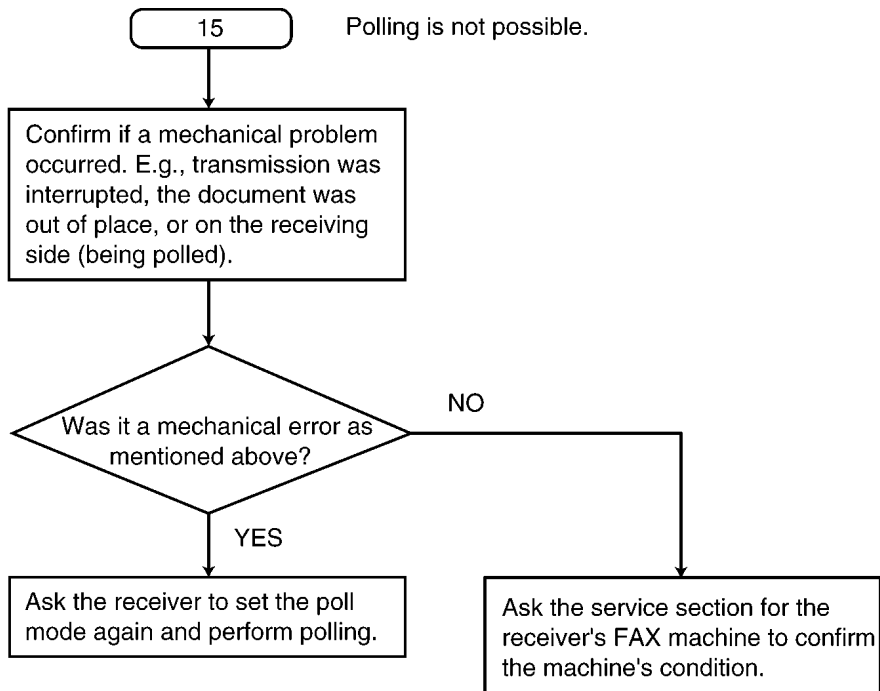 15
Polling is not possible.
Confirm if a mechanical problem
occurred. E.g., transmission was
interrupted, the document was
out of place, or on the receiving
side (being polled).
Was it a mechanical error as
mentioned above?
NO
YES
Ask the receiver to set the poll
mode again and perform polling.
Ask the service section for the
receiver's FAX machine to confirm
the machine's condition.